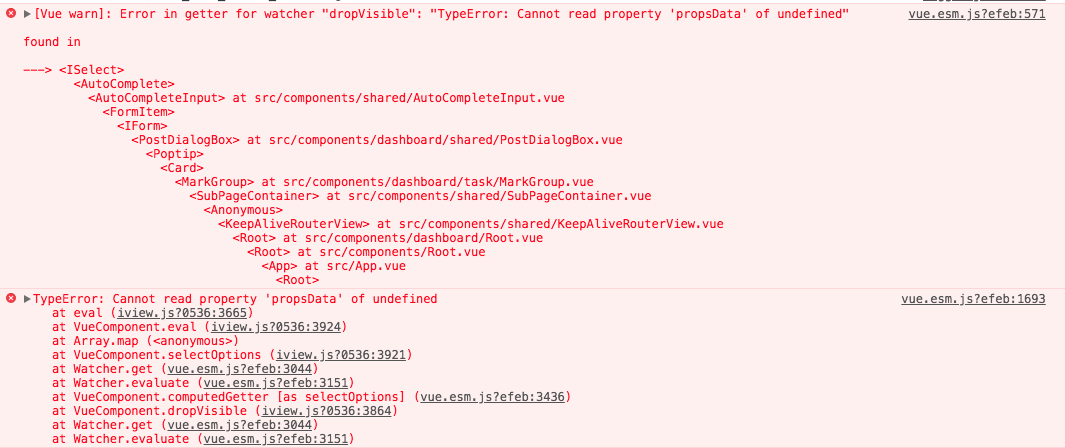 [Vue warn]: Error in getter for watcher "dropVisible": "TypeError: Cannot read property 'propsData' of undefined" vue.esm.js?efeb:571
found in
---> <ISelect>
<AutoComplete>
<AutoCompleteInput> at src/components/shared/AutoCompleteInput.vue
<FormItem>
<IForm>
<PostDialogBox> at src/components/dashboard/shared/PostDialogBox.vue
<Poptip>
<Card>
<MarkGroup> at src/components/dashboard/task/MarkGroup.vue
<SubPageContainer> at src/components/shared/SubPageContainer.vue
<Anonymous>
<KeepAliveRouterView> at src/components/shared/KeepAliveRouterView.vue
<Root> at src/components/dashboard/Root.vue
<Root> at src/components/Root.vue
<App> at src/App.vue
<Root>
TypeError: Cannot read property 'propsData' of undefined vue.esm.js?efeb:1693
at eval (iview.js?0536:3665)
at VueComponent.eval (iview.js?0536:3924)
at Array.map (<anonymous>)
at VueComponent.selectOptions (iview.js?0536:3921)
at Watcher.get (vue.esm.js?efeb:3044)
at Watcher.evaluate (vue.esm.js?efeb:3151)
at VueComponent.computedGetter [as selectOptions] (vue.esm.js?efeb:3436)
at VueComponent.dropVisible (iview.js?0536:3864)
at Watcher.get (vue.esm.js?efeb:3044)
at Watcher.evaluate (vue.esm.js?efeb:3151)